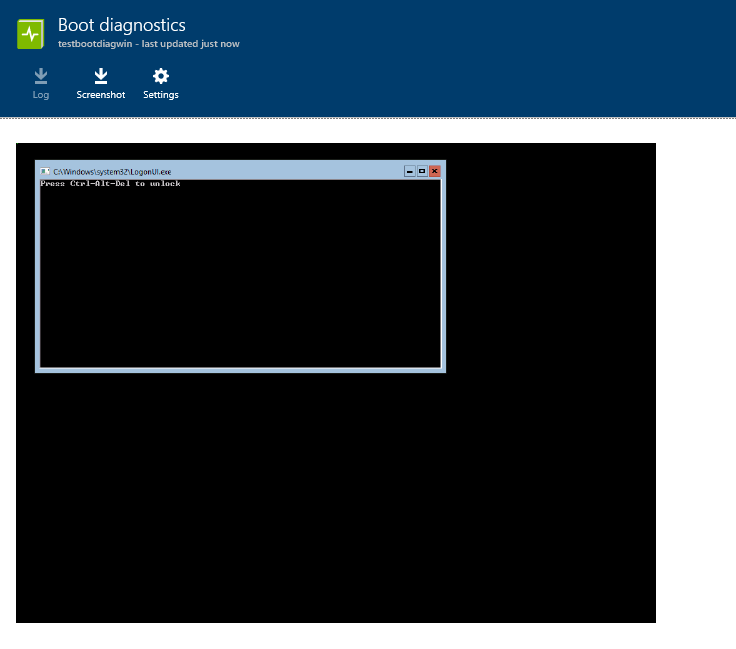 Boot diagnostics
testbootdiagwin - last updated just now
Log Screenshot Settings
C:\Windows\system32\LogonUI.exe
Press Ctrl-Alt-Del to unlock